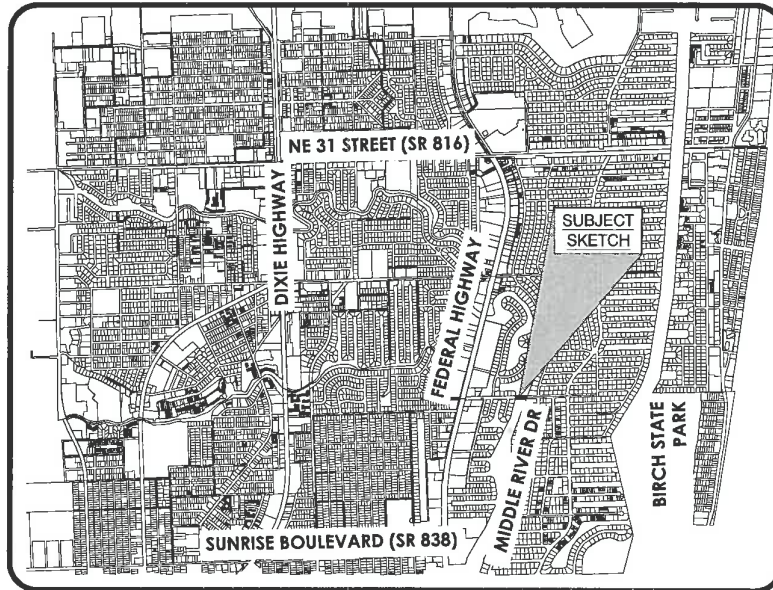 NE 31 STREET (SR 816)
DIXIE HIGHWAY
SUBJECT
SKETCH
FEDERAL HIGHWAY
MIDDLE RIVER DR
BIRCH STATE
PARK
SUNRISE BOULEVARD (SR 838)